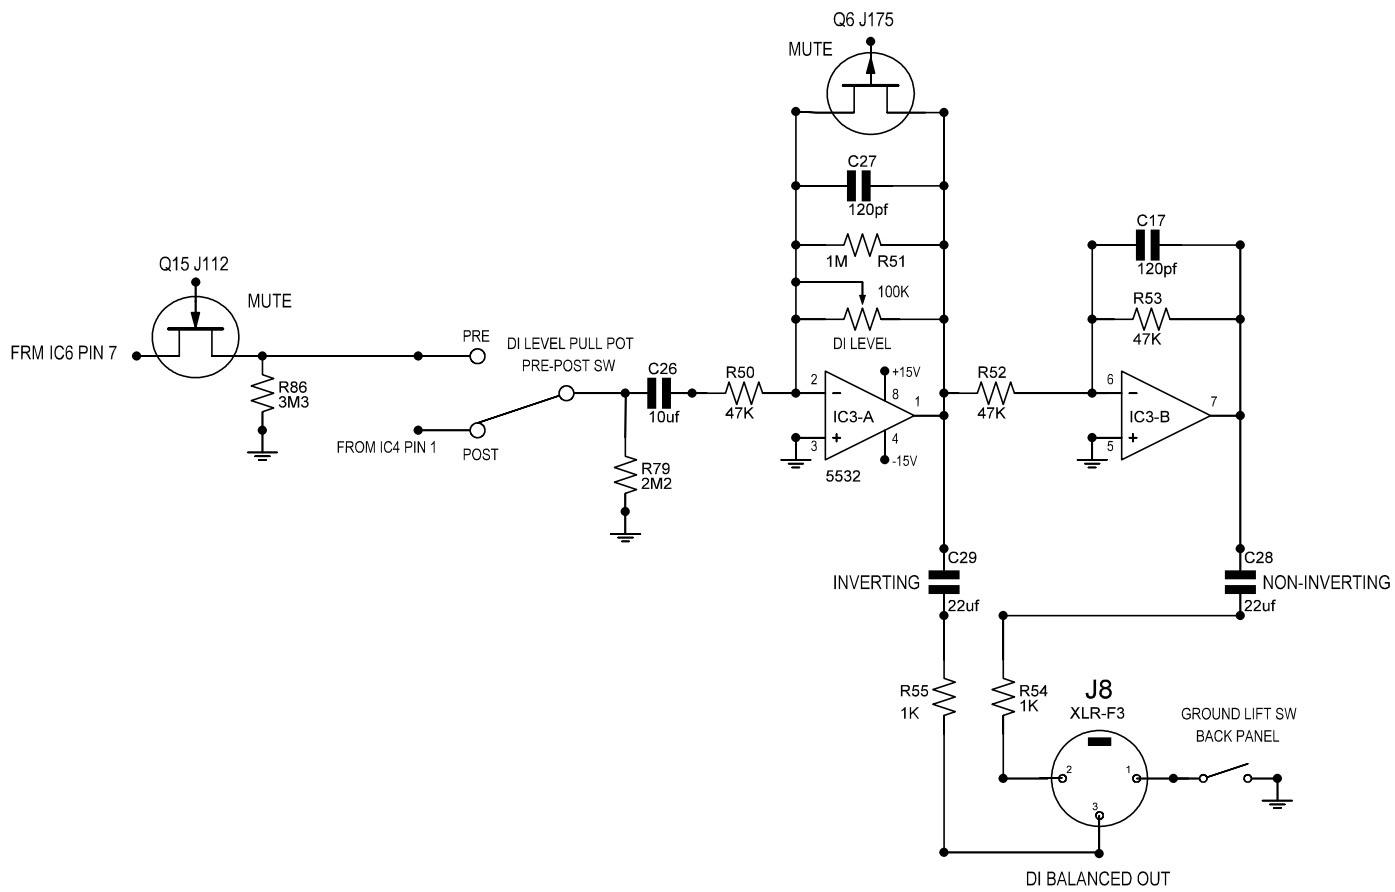 Q6 J175
MUTE
C27
120pf
1M
R51
100K
DI LEVEL
C17
120pf
R53
47K
Q15 J112
MUTE
FRM IC6 PIN 7
R86
3M3
PRE
DI LEVEL PULL POT
PRE-POST SW
FROM IC4 PIN 1
POST
C26
10uf
R79
2M2
R50
47K
2
3
IC3-A
5532
+15V
8
1
4
-15V
R52
47K
6
5
IC3-B
7
C29
INVERTING
22uf
C28
NON-INVERTING
22uf
R55
1K
R54
1K
J8
XLR-F3
2
1
3
GROUND LIFT SW
BACK PANEL
DI BALANCED OUT